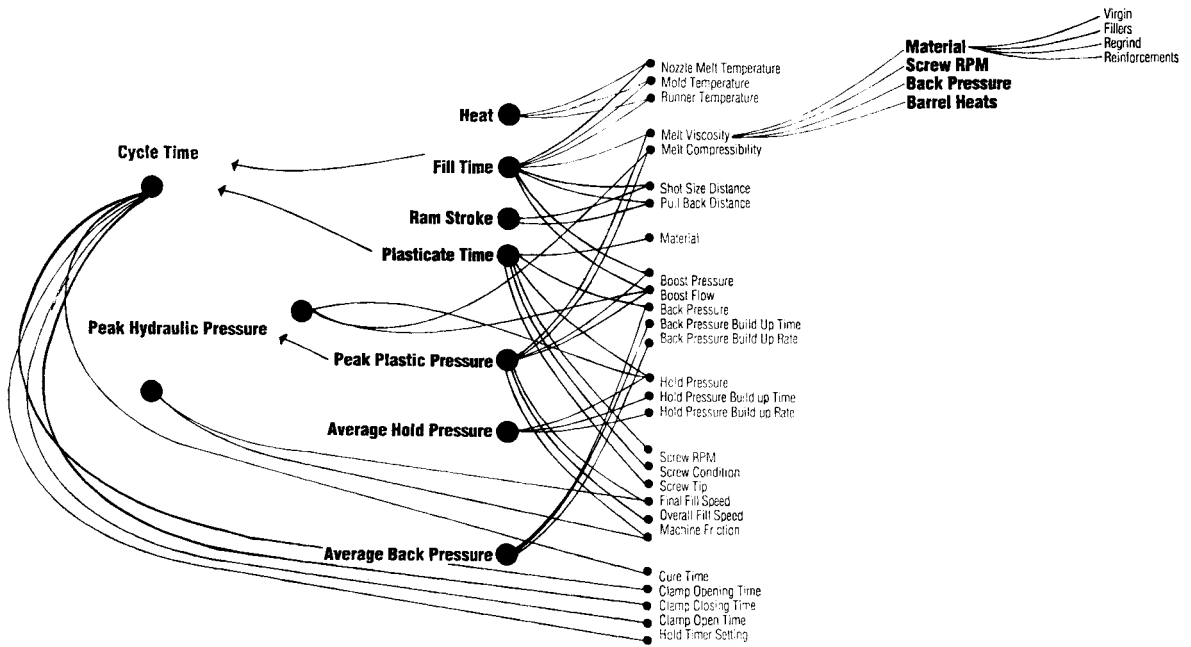 Virgin
Fillers
Regrind
Reinforcements
Material
Screw RPM
Back Pressure
Barrel Heats
Nozzle Melt Temperature
Mold Temperature
Runner Temperature
Heat
Melt Viscosity
Melt Compressibility
Cycle Time
Fill Time
Shot Size Distance
Pull Back Distance
Ram Stroke
Material
Plasticate Time
Boost Pressure
Boost Flow
Back Pressure
Back Pressure Build Up Time
Back Pressure Build Up Rate
Peak Hydraulic Pressure
Peak Plastic Pressure
Hold Pressure
Hold Pressure Build up Time
Hold Pressure Build up Rate
Average Hold Pressure
Screw RPM
Screw Condition
Screw Tip
Final Fill Speed
Overall Fill Speed
Machine Friction
Average Back Pressure
Cure Time
Clamp Opening Time
Clamp Closing Time
Clamp Open Time
Hold Timer Setting